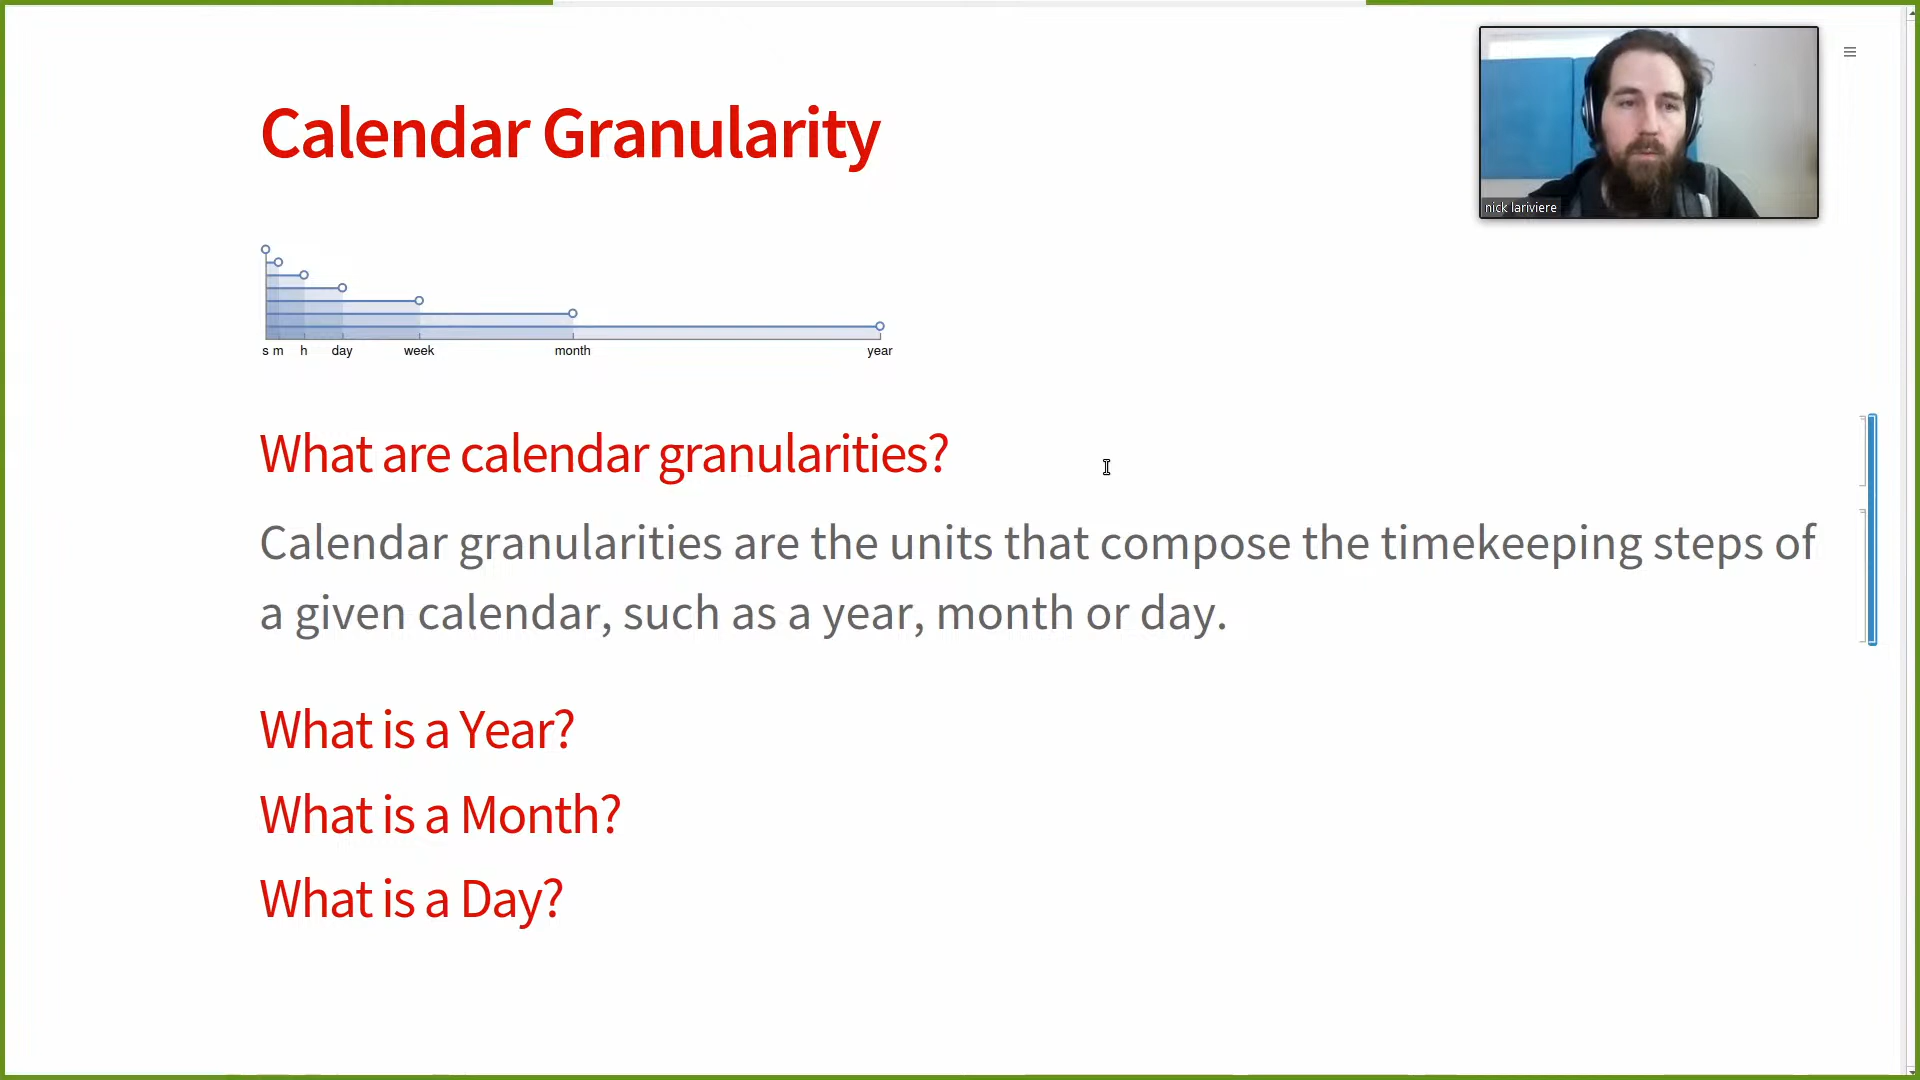 Calendar Granularity
nick lariviere
s m h day week month year
What are calendar granularities?
Calendar granularities are the units that compose the timekeeping steps of
a given calendar, such as a year, month or day.
What is a Year?
What is a Month?
What is a Day?